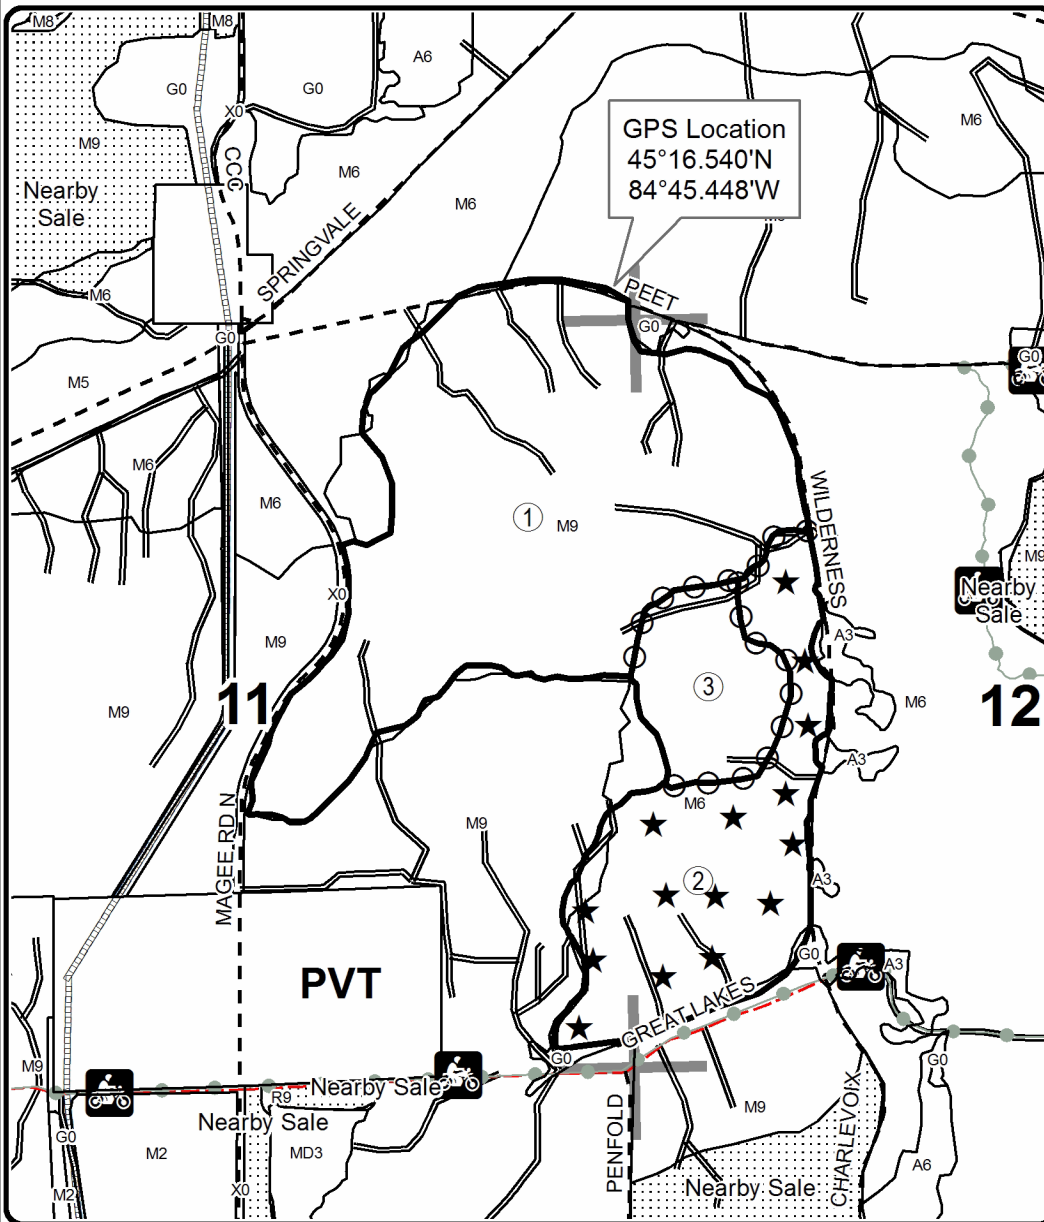 M8
M8
G0
G0
A6
X0
M9
CCC
M6
M6
M6
Nearby
Sale
GPS Location
45°16.540'N
84°45.448'W
SPRINGVALE
M6
PEET
G0
G0
G0
M5
M6
M6
WILDERNESS
1
M9
M9
X0
Nearby
Sale
A3
M9
3
M9
11
M6
12
A3
M6
MAGEE RD N
M9
2
A3
G0
A3
PVT
GREAT LAKES
G0
G0
M9
Nearby Sale
R9
Nearby Sale
M9
G0
M2
MD3
PENFOLD
CHARLEVOIX
A6
M2
X0
Nearby Sale